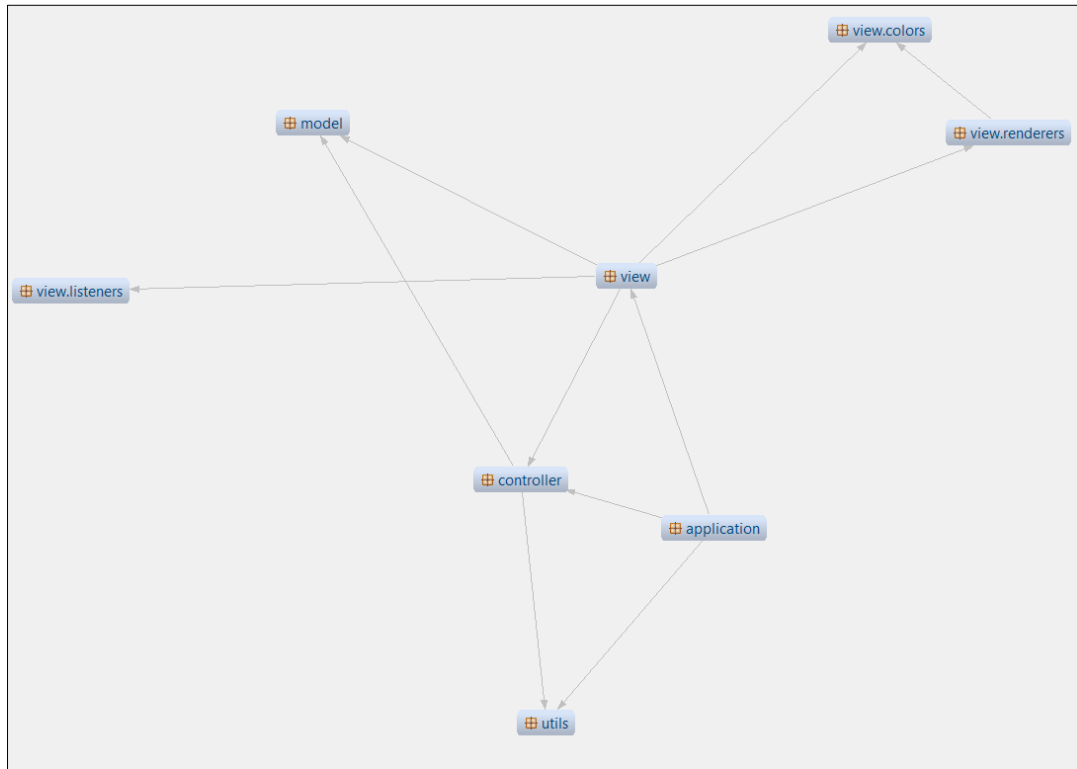 view.colors
model
view.renderers
view
view.listeners
controller
application
utils